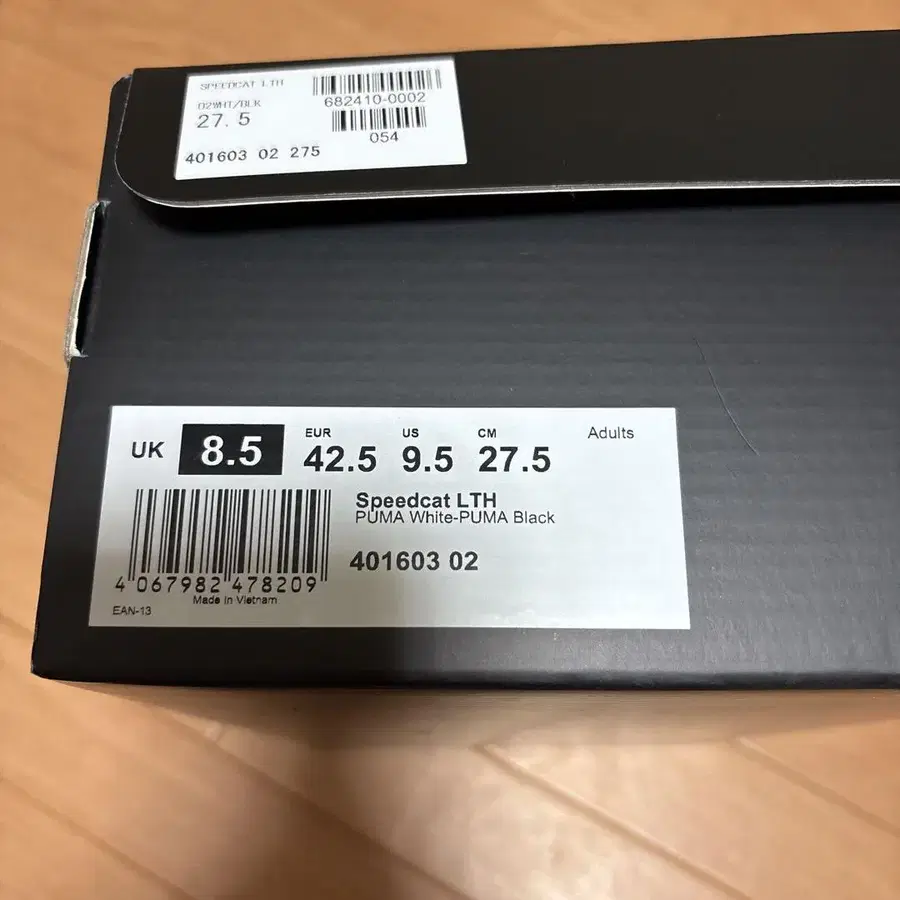 SPEEDCAT LTH
02WHT/BLK
27.5
401603 02 275
682410-0002
054
UK 8.5 EUR 42.5 US 9.5 CM 27.5 Adults
Speedcat LTH
PUMA White-PUMA Black
401603 02
4 067982 478209
Made in Vietnam
EAN-13